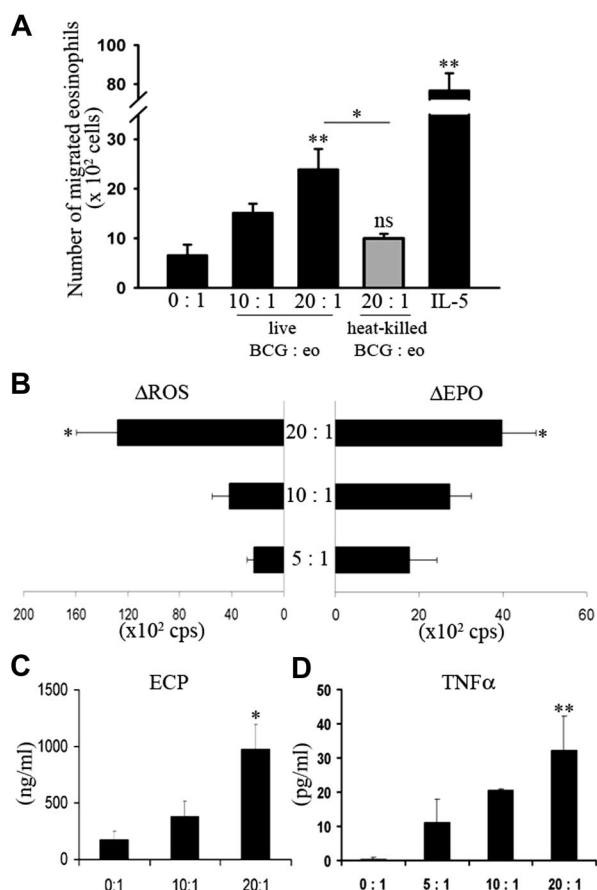 A
Number of migrated eosinophils
(x 10² cells)
100
80
60
30
20
10
0
**
*
**
ns
0 : 1
10 : 1
20 : 1
20 : 1
IL-5
live
heat-killed
BCG : eo
BCG : eo
B
ΔROS
ΔEPO
*
20 : 1
*
10 : 1
5 : 1
200
160
120
80
40
0
0
20
40
60
(x10² cps)
(x10² cps)
C
ECP
1500
1000
500
0
(ng/ml)
*
0:1
10:1
20:1
D
TNFα
50
40
30
20
10
0
(pg/ml)
**
0 : 1
5 : 1
10 : 1
20 : 1